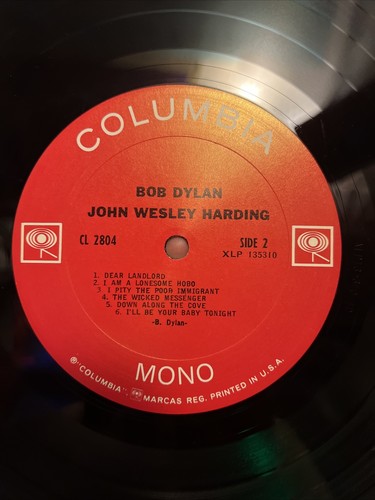 COLUMBIA
BOB DYLAN
JOHN WESLEY HARDING
CL 2804
SIDE 2
XLP 135310
1. DEAR LANDLORD
2. I AM A LONESOME HOBO
3. I PITY THE POOR IMMIGRANT
4. THE WICKED MESSENGER
5. DOWN ALONG THE COVE
6. I'LL BE YOUR BABY TONIGHT
-B. Dylan-
MONO
Ⓟ"COLUMBIA", MARCAS REG. PRINTED IN U.S.A.